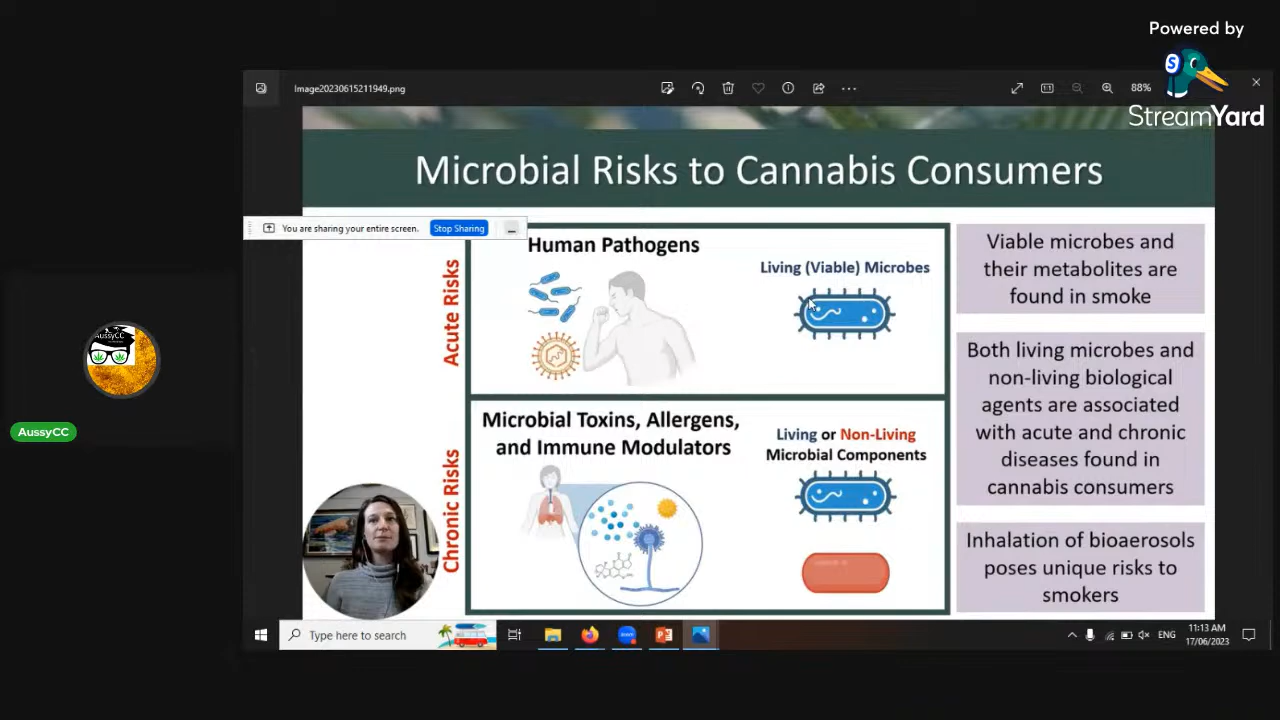 Powered by
StreamYard
Image20230615211949.png
88%
Microbial Risks to Cannabis Consumers
You are sharing your entire screen.
Stop Sharing
Acute Risks
Human Pathogens
Living (Viable) Microbes
Chronic Risks
Microbial Toxins, Allergens,
and Immune Modulators
Living or Non-Living
Microbial Components
Viable microbes and
their metabolites are
found in smoke
Both living microbes and
non-living biological
agents are associated
with acute and chronic
diseases found in
cannabis consumers
Inhalation of bioaerosols
poses unique risks to
smokers
AussyCC
AussyCC
Type here to search
zoom
ENG
11:13 AM
17/06/2023